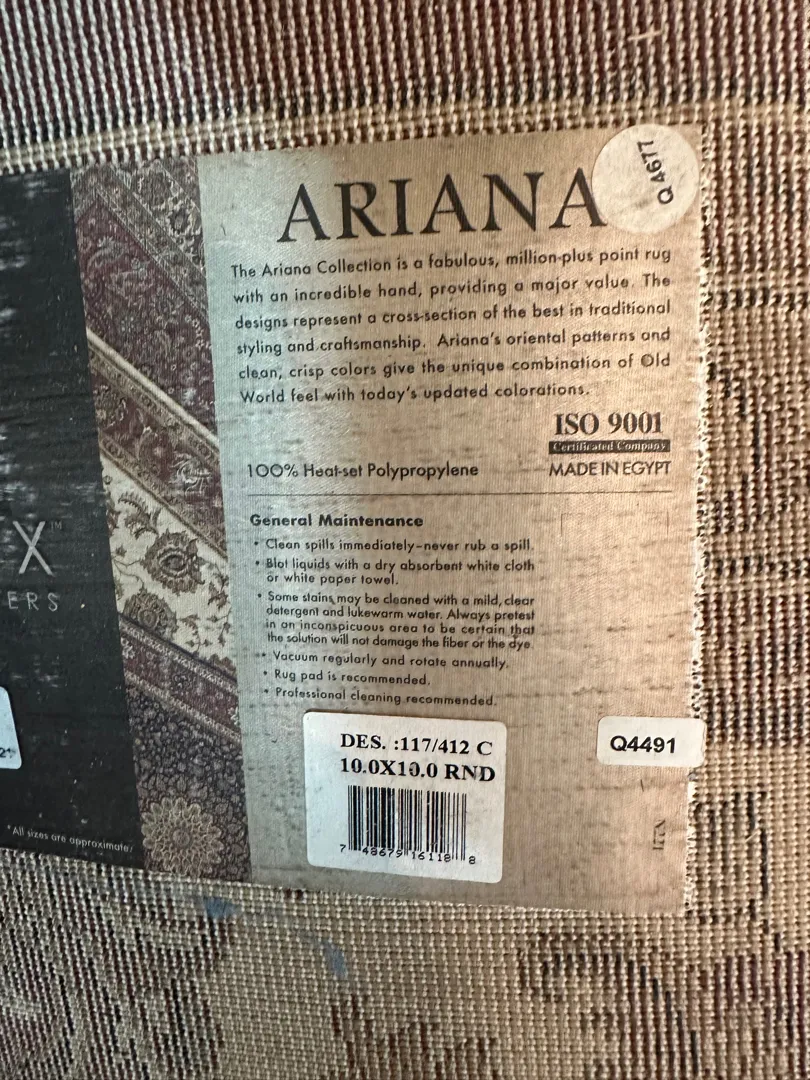 ARIANA
Q4677
The Ariana Collection is a fabulous, million-plus point rug
with an incredible hand, providing a major value. The
designs represent a cross-section of the best in traditional
styling and craftsmanship. Ariana's oriental patterns and
clean, crisp colors give the unique combination of Old
World feel with today's updated colorations.
ISO 9001
Certificated Company
100% Heat-set Polypropylene
MADE IN EGYPT
General Maintenance
• Clean spills immediately–never rub a spill.
• Blot liquids with a dry absorbent white cloth
or white paper towel.
• Some stains may be cleaned with a mild, clear
detergent and lukewarm water. Always pretest
in an inconspicuous area to be certain that
the solution will not damage the fiber or the dye.
• Vacuum regularly and rotate annually.
• Rug pad is recommended.
• Professional cleaning recommended.
X™
ERS
DES. :117/412 C
10.0X10.0 RND
7 48679 16118 8
Q4491
*All sizes are approximate